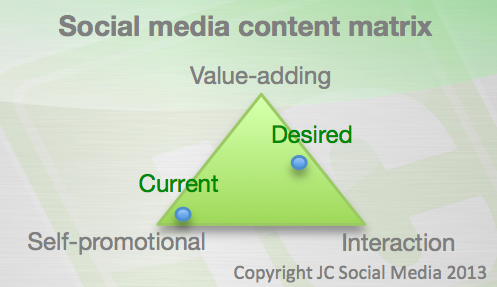 Social media content matrix
Value-adding
Desired
Current
Self-promotional
Interaction
Copyright JC Social Media 2013